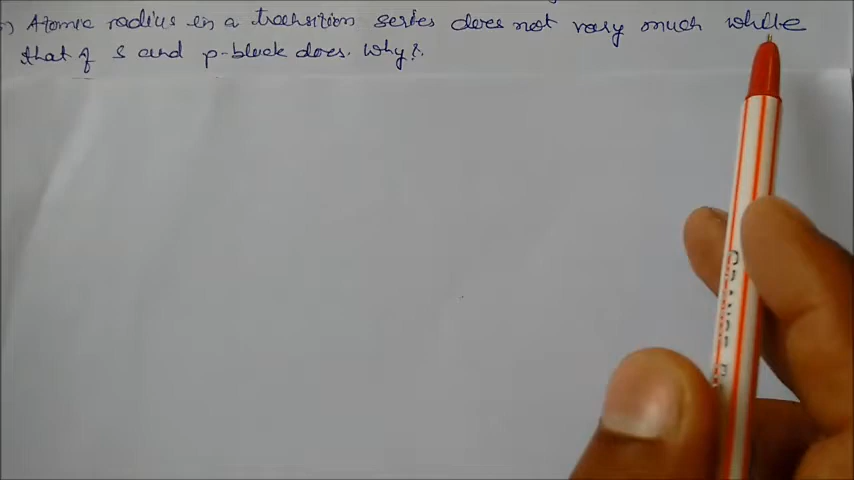 ) Atomic radius in a transition series does not vary much while
that of s and p-block does. Why?